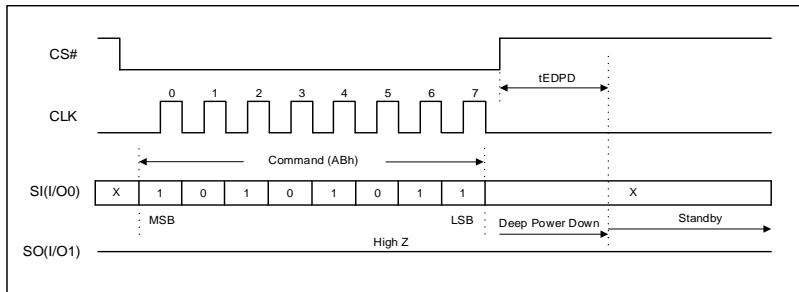 CS#
tEDPD
0 1 2 3 4 5 6 7
CLK
Command (ABh)
SI(I/O0) X 1 0 1 0 1 0 1 1 X
MSB LSB Deep Power Down Standby
High Z
SO(I/O1)